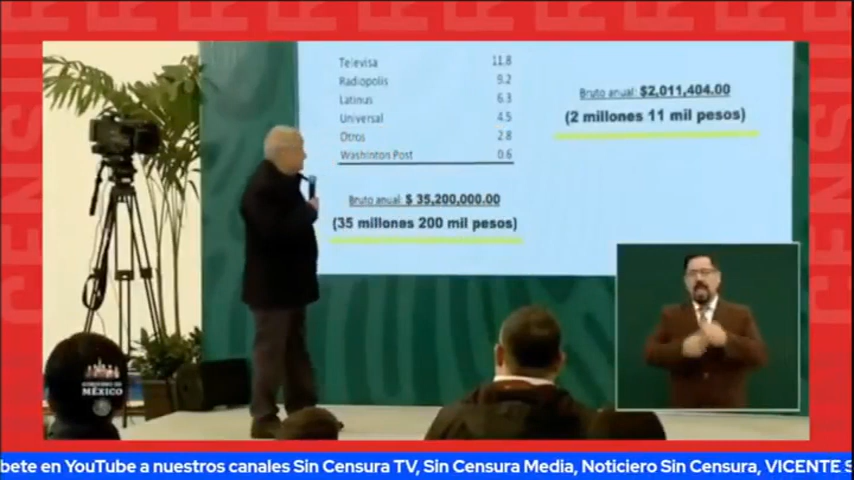 Televisa 11.8
Radiopolis 9.2
Latinus 6.3
Universal 4.5
Otros 2.8
Washinton Post 0.6
Bruto anual: $ 35,200,000.00
(35 millones 200 mil pesos)
Bruto anual: $2,011,404.00
(2 millones 11 mil pesos)
GOBIERNO DE
MÉXICO
bete en YouTube a nuestros canales Sin Censura TV, Sin Censura Media, Noticiero Sin Censura, VICENTE S